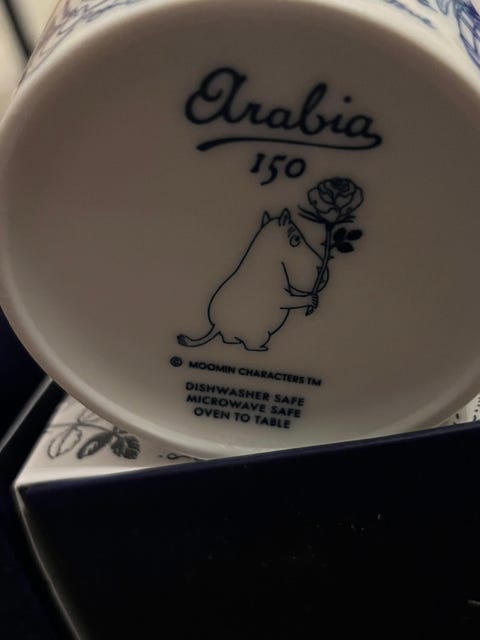 Arabia
150
© MOOMIN CHARACTERS TM
DISHWASHER SAFE
MICROWAVE SAFE
OVEN TO TABLE